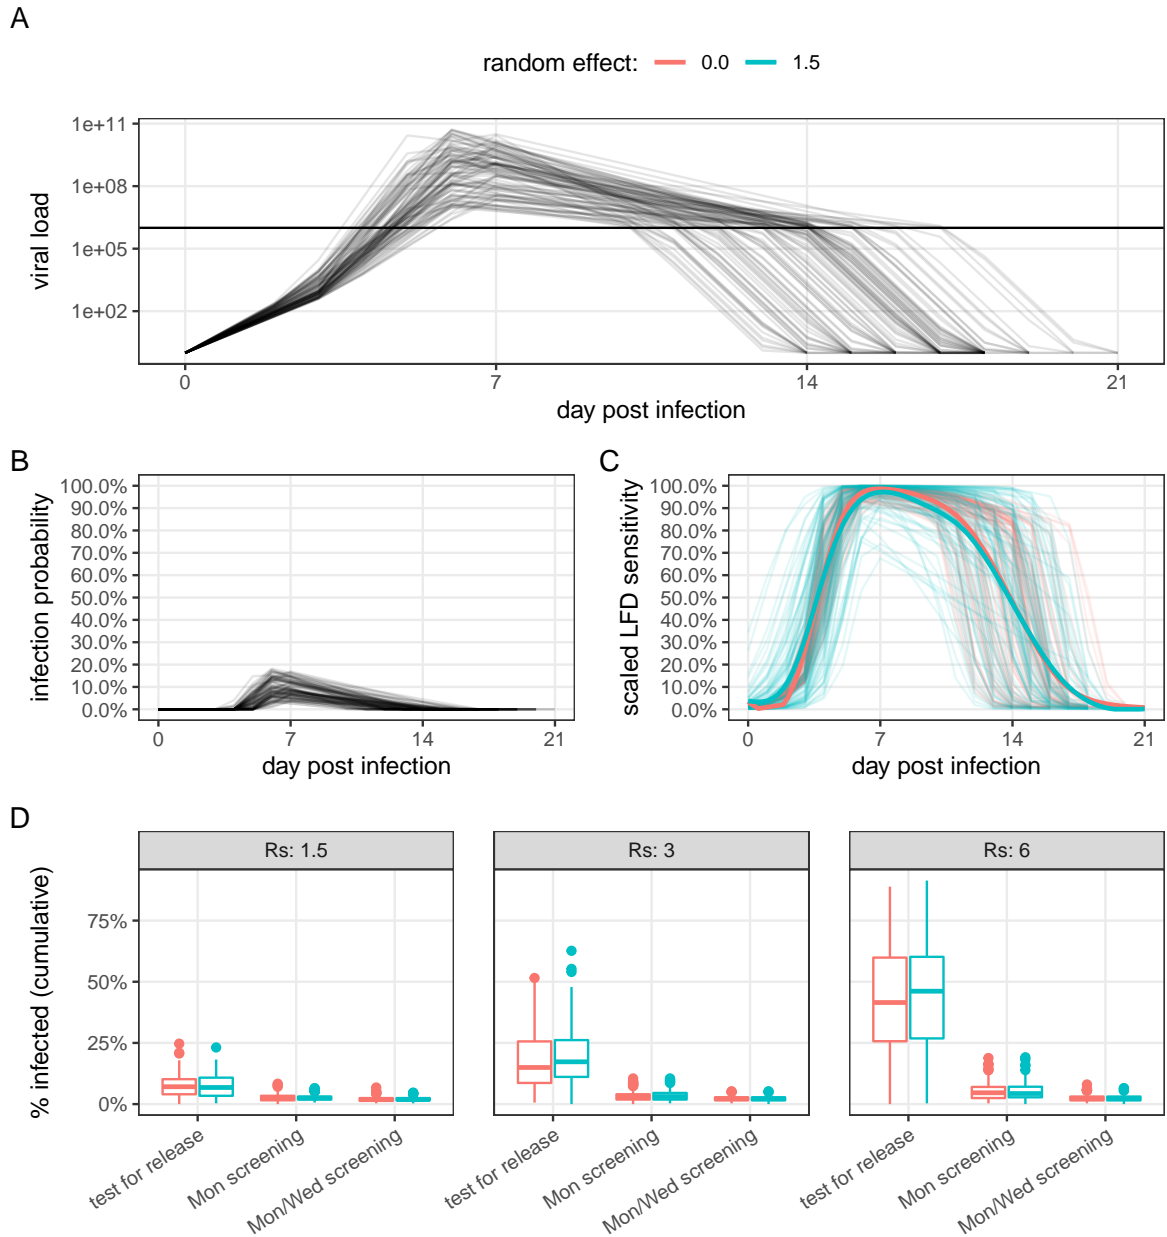 A
random effect: 0.0 1.5
1e+11
1e+08
1e+05
1e+02
viral load
0 7 14 21
day post infection
B
100.0%
90.0%
80.0%
70.0%
60.0%
50.0%
40.0%
30.0%
20.0%
10.0%
0.0%
infection probability
0 7 14 21
day post infection
C
100.0%
90.0%
80.0%
70.0%
60.0%
50.0%
40.0%
30.0%
20.0%
10.0%
0.0%
scaled LFD sensitivity
0 7 14 21
day post infection
D
Rs: 1.5 Rs: 3 Rs: 6
75%
50%
25%
0%
% infected (cumulative)
test for release
Mon screening
Mon/Wed screening
test for release
Mon screening
Mon/Wed screening
test for release
Mon screening
Mon/Wed screening